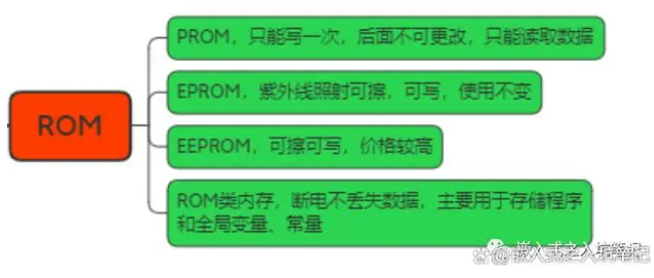 PROM，只能写一次，后面不可更改，只能读取数据
EPROM，紫外线照射可擦，可写，使用不变
ROM
EEPROM，可擦可写，价格较高
ROM类内存，断电不丢失数据，主要用于存储程序
和全局变量、常量
嵌入式之入坑笔记